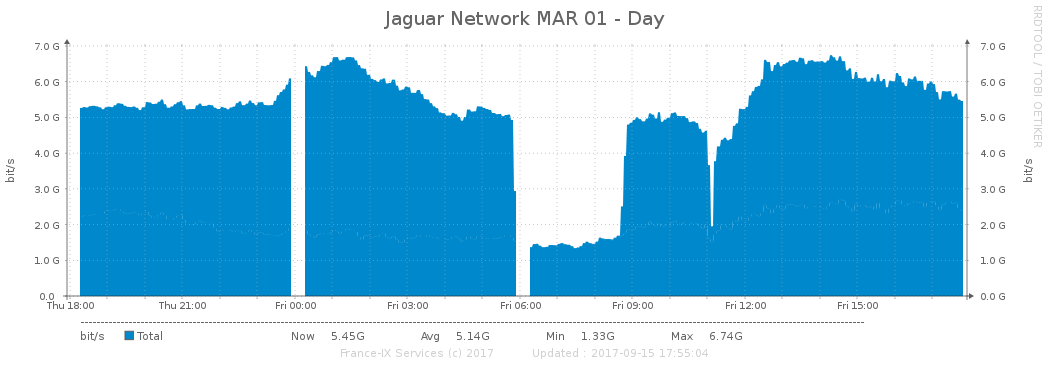 Jaguar Network MAR 01 - Day
RRDTOOL / TOBI OETIKER
bit/s
7.0 G
6.0 G
5.0 G
4.0 G
3.0 G
2.0 G
1.0 G
0.0
7.0 G
6.0 G
5.0 G
4.0 G
3.0 G
2.0 G
1.0 G
0.0 G
bit/s
Thu 18:00 Thu 21:00 Fri 00:00 Fri 03:00 Fri 06:00 Fri 09:00 Fri 12:00 Fri 15:00
bit/s Total Now 5.45G Avg 5.14G Min 1.33G Max 6.74G
France-IX Services (c) 2017 Updated : 2017-09-15 17:55:04